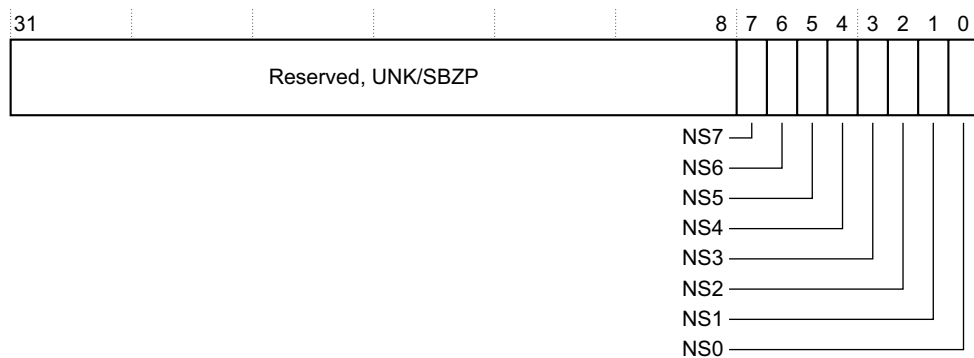 31 8 7 6 5 4 3 2 1 0
Reserved, UNK/SBZP
NS7
NS6
NS5
NS4
NS3
NS2
NS1
NS0